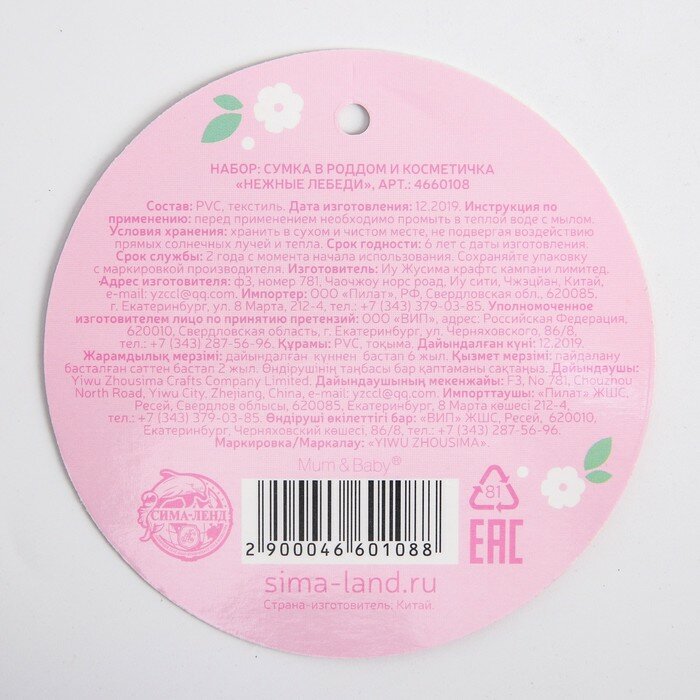 НАБОР: СУМКА В РОДДОМ И КОСМЕТИЧКА
«НЕЖНЫЕ ЛЕБЕДИ», АРТ.: 4660108
Состав: PVC, текстиль. Дата изготовления: 12.2019. Инструкция по
применению: перед применением необходимо промыть в теплой воде с мылом.
Условия хранения: хранить в сухом и чистом месте, не подвергая воздействию
прямых солнечных лучей и тепла. Срок годности: 6 лет с даты изготовления.
Срок службы: 2 года с момента начала использования. Сохраняйте упаковку
с маркировкой производителя. Изготовитель: Иу Жусима крафтс кампани лимитед.
Адрес изготовителя: ф3, номер 781, Чаочжоу норс роад, Иу сити, Чжэцйан, Китай,
e-mail: yzccl@qq.com. Импортер: ООО «Пилат», РФ, Свердловская обл., 620085,
г. Екатеринбург, ул. 8 Марта, 212-4, тел.: +7 (343) 379-03-85. Уполномоченное
изготовителем лицо по принятию претензий: ООО «ВИП», адрес: Российская Федерация,
620010, Свердловская область, г. Екатеринбург, ул. Черняховского, 86/8,
тел.: +7 (343) 287-56-96. Құрамы: PVC, тоқыма. Дайындалған күні: 12.2019.
Жарамдылық мерзімі: дайындалған күннен бастап 6 жыл. Қызмет мерзімі: пайдалану
басталған сәттен бастап 2 жыл. Өндірушінің таңбасы бар қаптаманы сақтаңыз. Дайындаушы:
Yiwu Zhousima Crafts Company Limited. Дайындаушының мекенжайы: F3, No 781, Chouzhou
North Road, Yiwu City, Zhejiang, China, e-mail: yzccl@qq.com. Импорттаушы: «Пилат» ЖШС,
Ресей, Свердлов облысы, 620085, Екатеринбург, 8 Марта көшесі 212-4,
тел.: +7 (343) 379-03-85. Өндіруші өкілеттігі бар: «ВИП» ЖШС, Ресей, 620010,
Екатеринбург, Черняховский көшесі, 86/8, тел.: +7 (343) 287-56-96.
Маркировка/Маркалау: «YIWU ZHOUSIMA».
Mum & Baby®
СИМА-ЛЕНД
81
EAC
2 900046 601088
sima-land.ru
Страна-изготовитель: Китай.